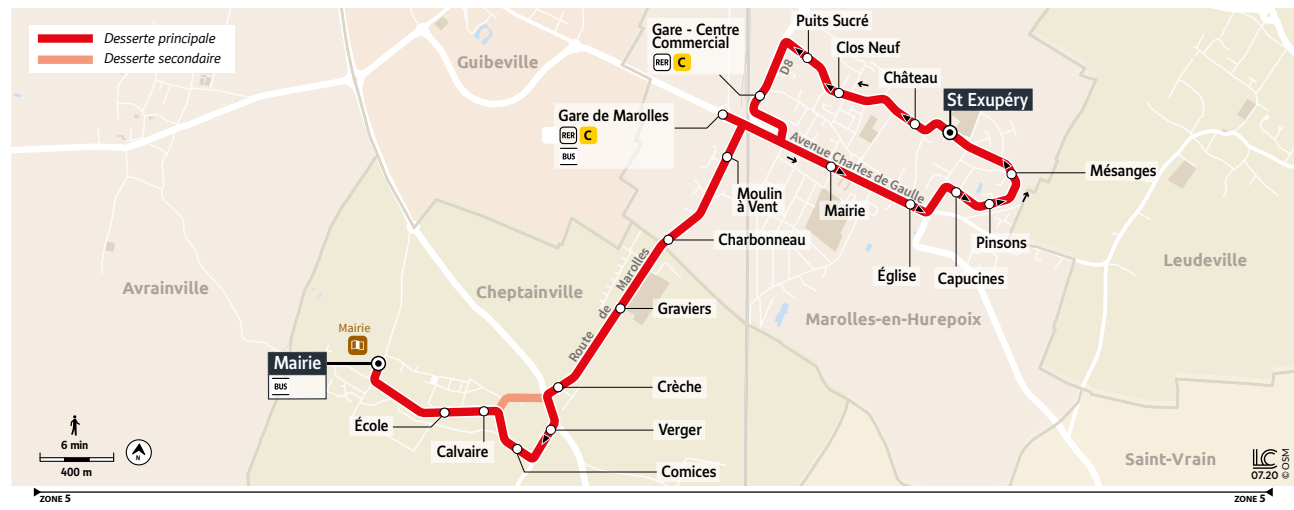 Desserte principale
Desserte secondaire
Guibeville
Gare - Centre
Commercial
RER C
Puits Sucré
D8
Clos Neuf
Château
St Exupéry
Gare de Marolles
RER C
BUS
Avenue Charles de Gaulle
Mésanges
Moulin
à Vent
Mairie
Pinsons
Charbonneau
Église
Capucines
Leudeville
Avrainville
Cheptainville
Route de Marolles
Graviers
Marolles-en-Hurepoix
Mairie
Mairie
BUS
Crèche
École
Calvaire
Verger
Comices
Saint-Vrain
6 min
400 m
N
LC
07.20
© OSM
ZONE 5
ZONE 5